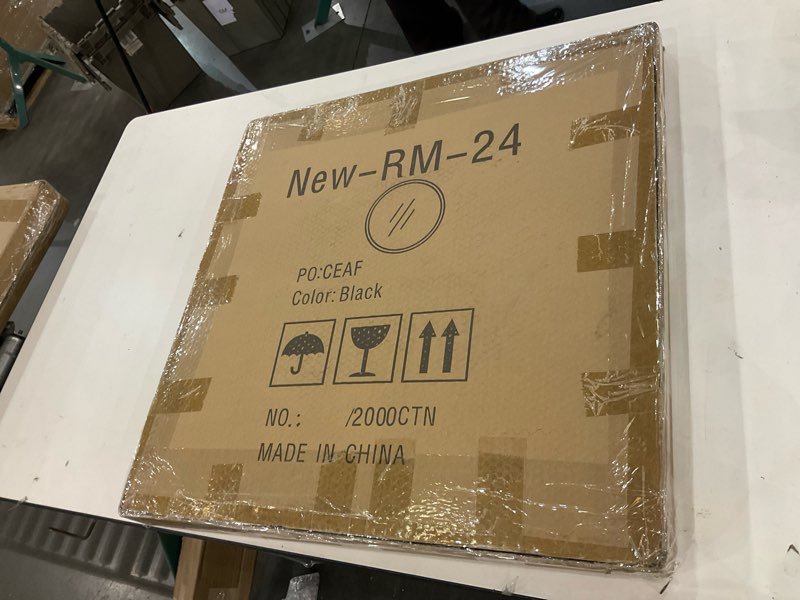 New-RM-24
PO:CEAF
Color: Black
NO.: /2000CTN
MADE IN CHINA